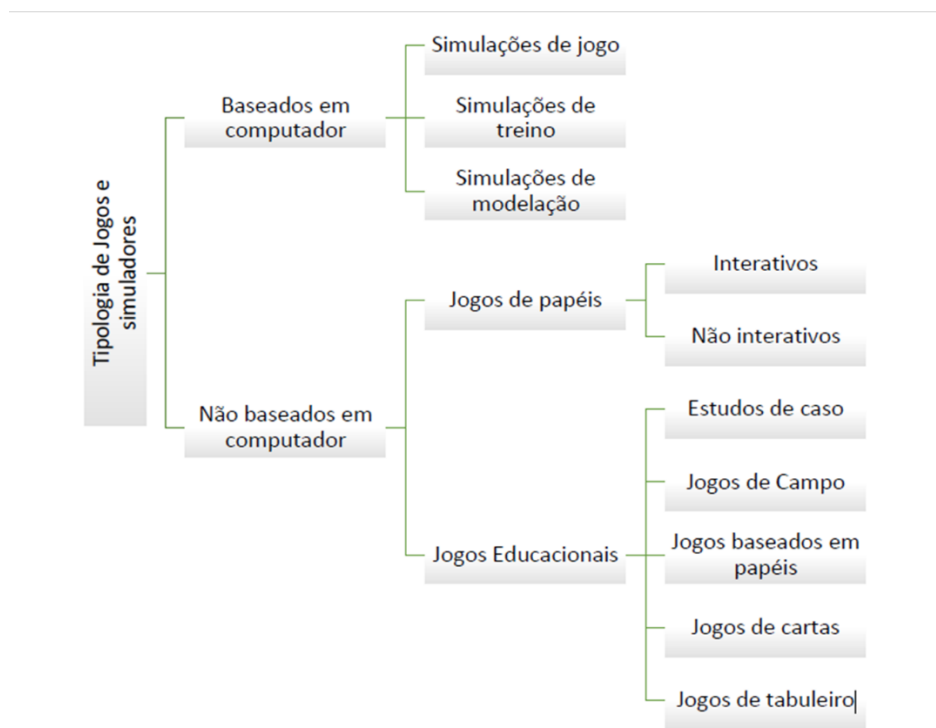 Tipologia de Jogos e
simuladores
Baseados em
computador
Simulações de jogo
Simulações de
treino
Simulações de
modelação
Não baseados em
computador
Jogos de papéis
Interativos
Não interativos
Jogos Educacionais
Estudos de caso
Jogos de Campo
Jogos baseados em
papéis
Jogos de cartas
Jogos de tabuleiro